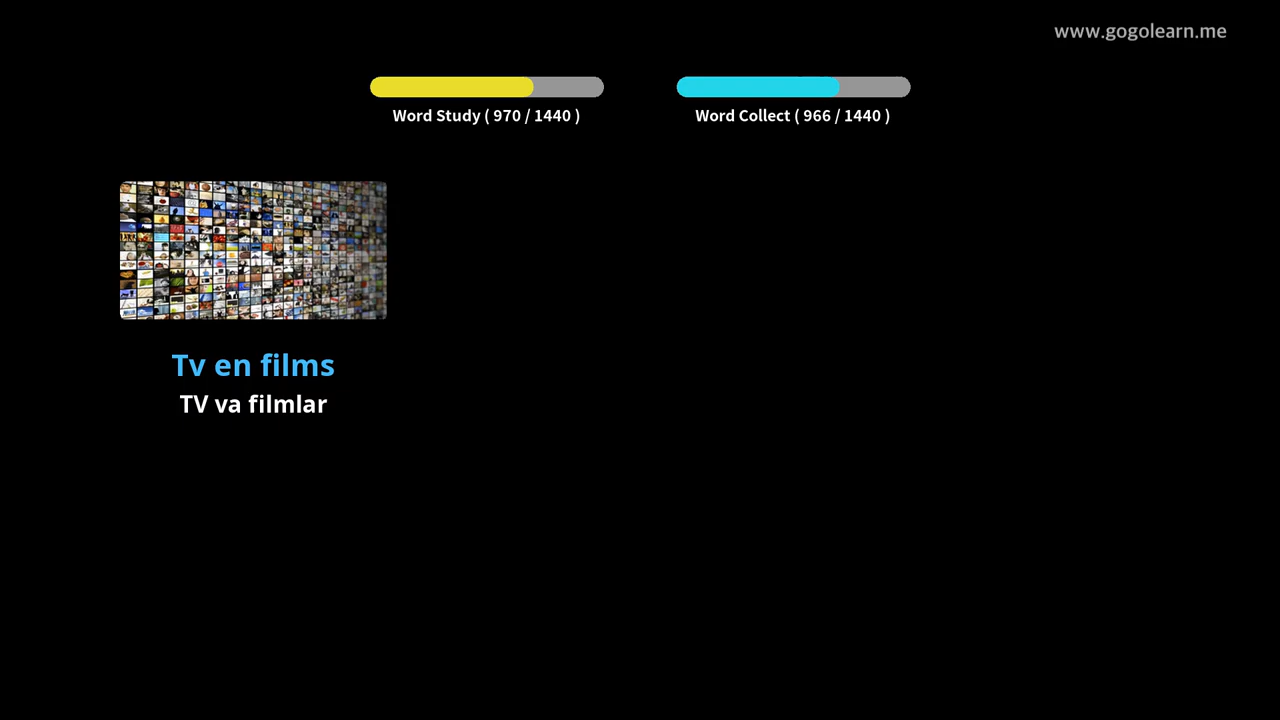 www.gogolearn.me
Word Study ( 970 / 1440 )
Word Collect ( 966 / 1440 )
Tv en films
TV va filmlar